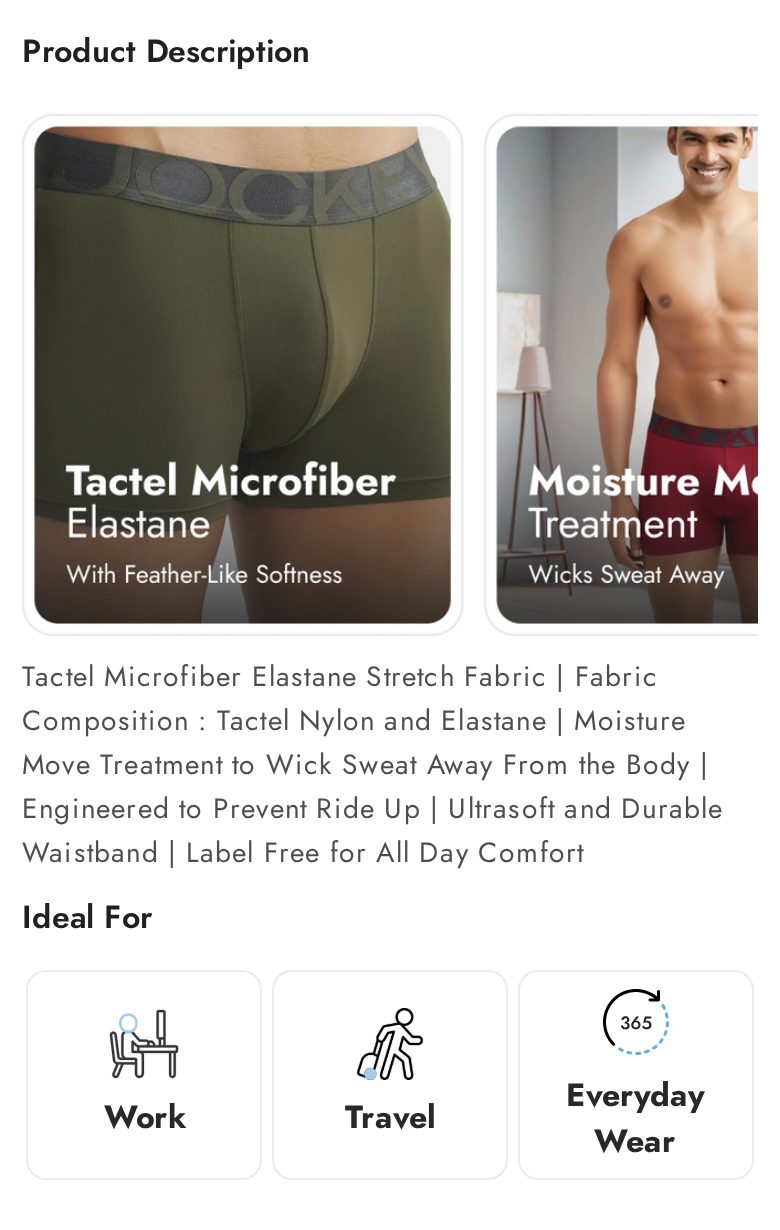 Product Description
JOCKEY
Tactel Microfiber
Elastane
With Feather-Like Softness
Moisture
Treatment
Wicks Sweat Away
Tactel Microfiber Elastane Stretch Fabric | Fabric
Composition : Tactel Nylon and Elastane | Moisture
Move Treatment to Wick Sweat Away From the Body |
Engineered to Prevent Ride Up | Ultrasoft and Durable
Waistband | Label Free for All Day Comfort
Ideal For
Work
Travel
365
Everyday
Wear